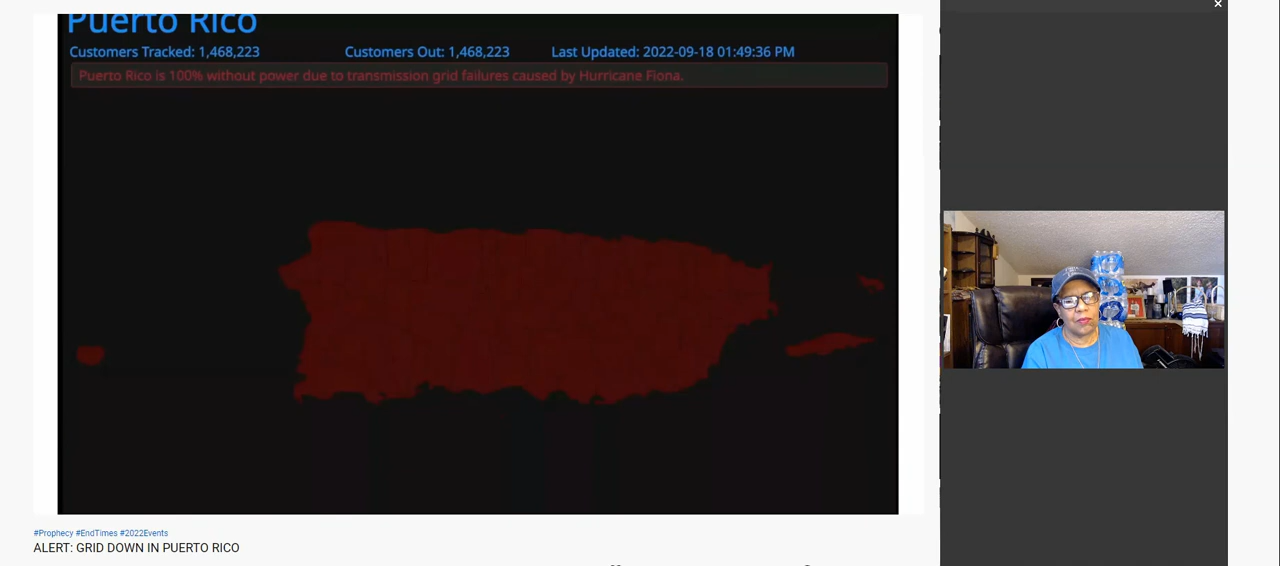 Puerto Rico
Customers Tracked: 1,468,223 Customers Out: 1,468,223 Last Updated: 2022-09-18 01:49:36 PM
Puerto Rico is 100% without power due to transmission grid failures caused by Hurricane Fiona.
#Prophecy #EndTimes #2022Events
ALERT: GRID DOWN IN PUERTO RICO